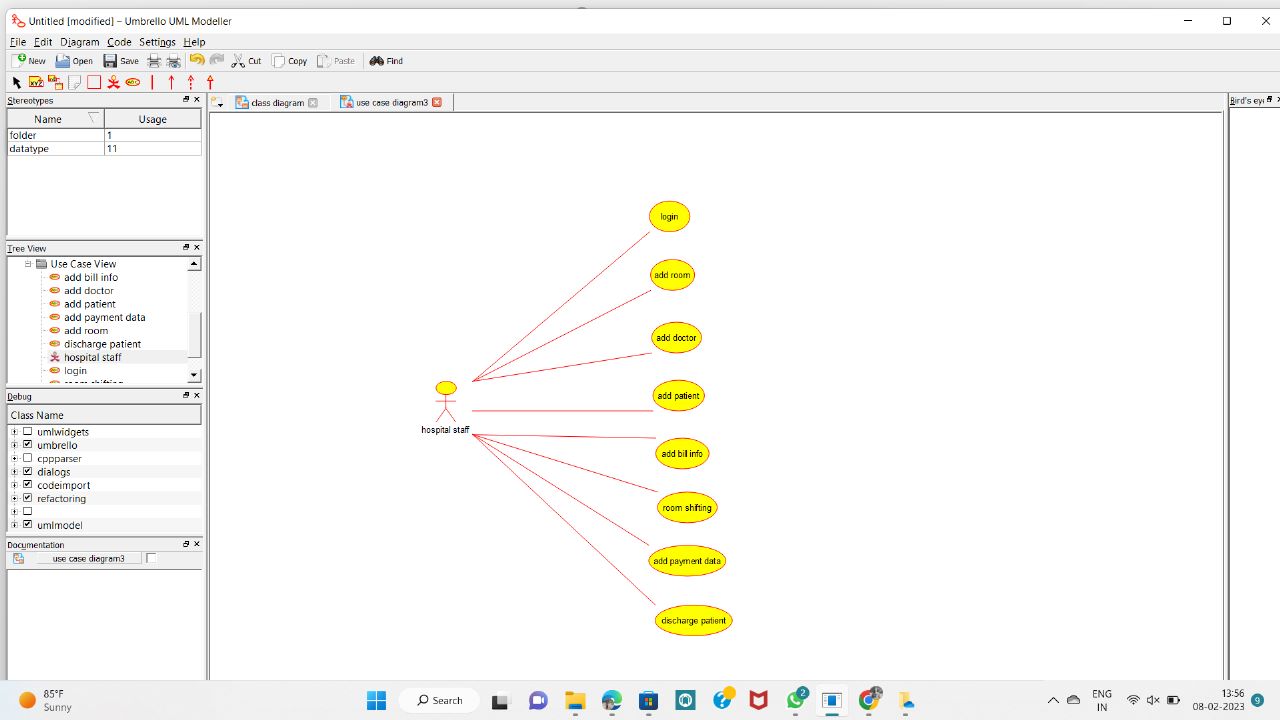 Untitled [modified] – Umbrello UML Modeller
File Edit Diagram Code Settings Help
New Open Save Cut Copy Paste Find
Stereotypes
Name Usage
folder 1
datatype 11
Tree View
Use Case View
add bill info
add doctor
add patient
add payment data
add room
discharge patient
hospital staff
login
room shifting
Debug
Class Name
umlwidgets
umbrello
cppparser
dialogs
codeimport
refactoring
umlmodel
Documentation
use case diagram3
class diagram
use case diagram3
login
add room
add doctor
add patient
hospital staff
add bill info
room shifting
add payment data
discharge patient
Bird's eye
85°F
Sunny
Search
2
ENG
IN
13:56
08-02-2023
9